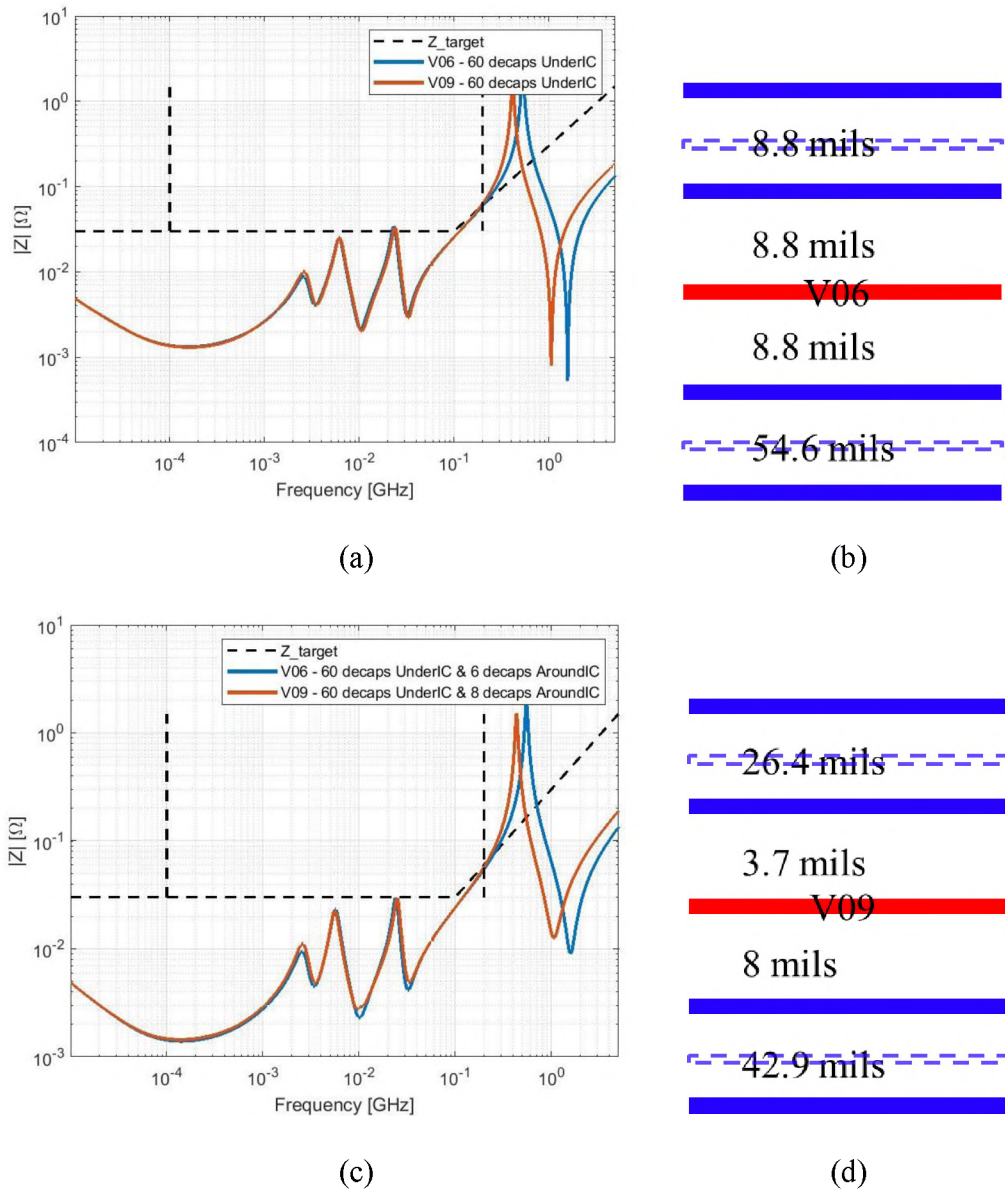 10^1
10^0
10^-1
10^-2
10^-3
10^-4
|Z| [Ω]
Z_target
V06 - 60 decaps UnderIC
V09 - 60 decaps UnderIC
10^-4 10^-3 10^-2 10^-1 10^0
Frequency [GHz]
(a)
8.8 mils
8.8 mils
V06
8.8 mils
54.6 mils
(b)
10^1
10^0
10^-1
10^-2
10^-3
|Z| [Ω]
Z_target
V06 - 60 decaps UnderIC & 6 decaps AroundIC
V09 - 60 decaps UnderIC & 8 decaps AroundIC
10^-4 10^-3 10^-2 10^-1 10^0
Frequency [GHz]
(c)
26.4 mils
3.7 mils
V09
8 mils
42.9 mils
(d)